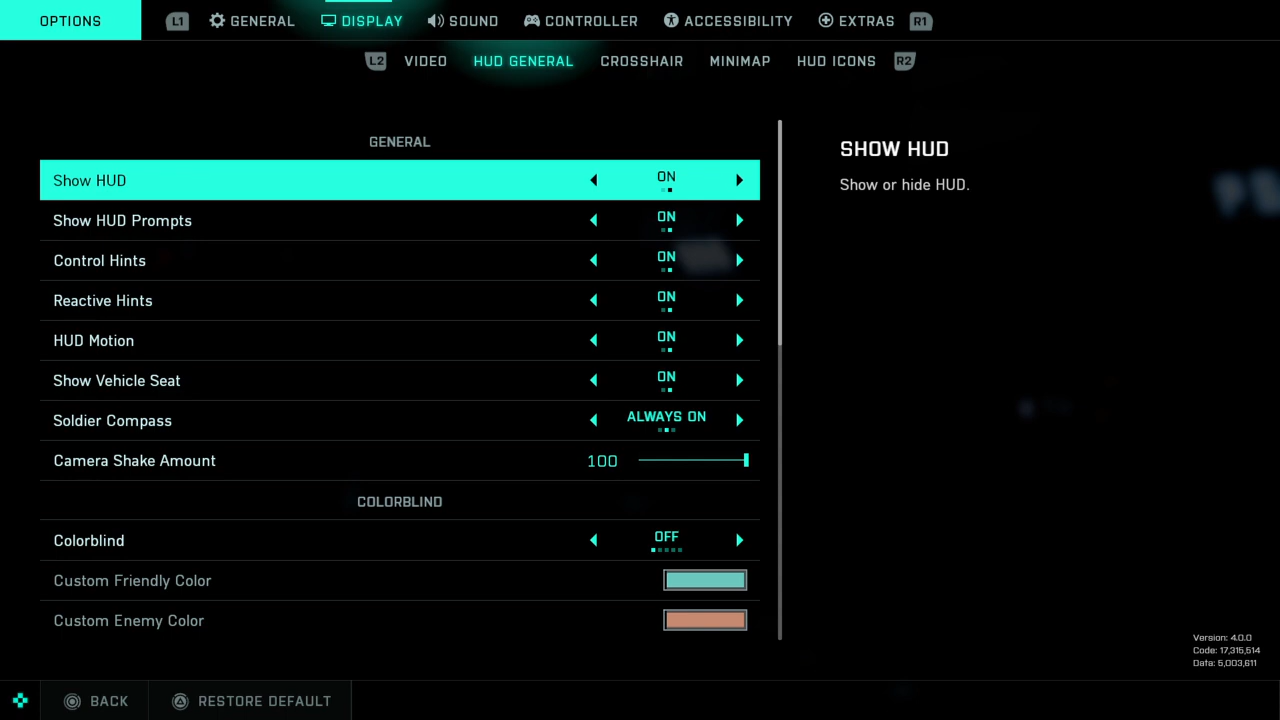 OPTIONS
L1 GENERAL DISPLAY SOUND CONTROLLER ACCESSIBILITY EXTRAS R1
L2 VIDEO HUD GENERAL CROSSHAIR MINIMAP HUD ICONS R2
GENERAL
Show HUD ON
Show HUD Prompts ON
Control Hints ON
Reactive Hints ON
HUD Motion ON
Show Vehicle Seat ON
Soldier Compass ALWAYS ON
Camera Shake Amount 100
COLORBLIND
Colorblind OFF
Custom Friendly Color
Custom Enemy Color
SHOW HUD
Show or hide HUD.
Version: 4.0.0
Code: 17,315,514
Data: 5,003,611
BACK RESTORE DEFAULT